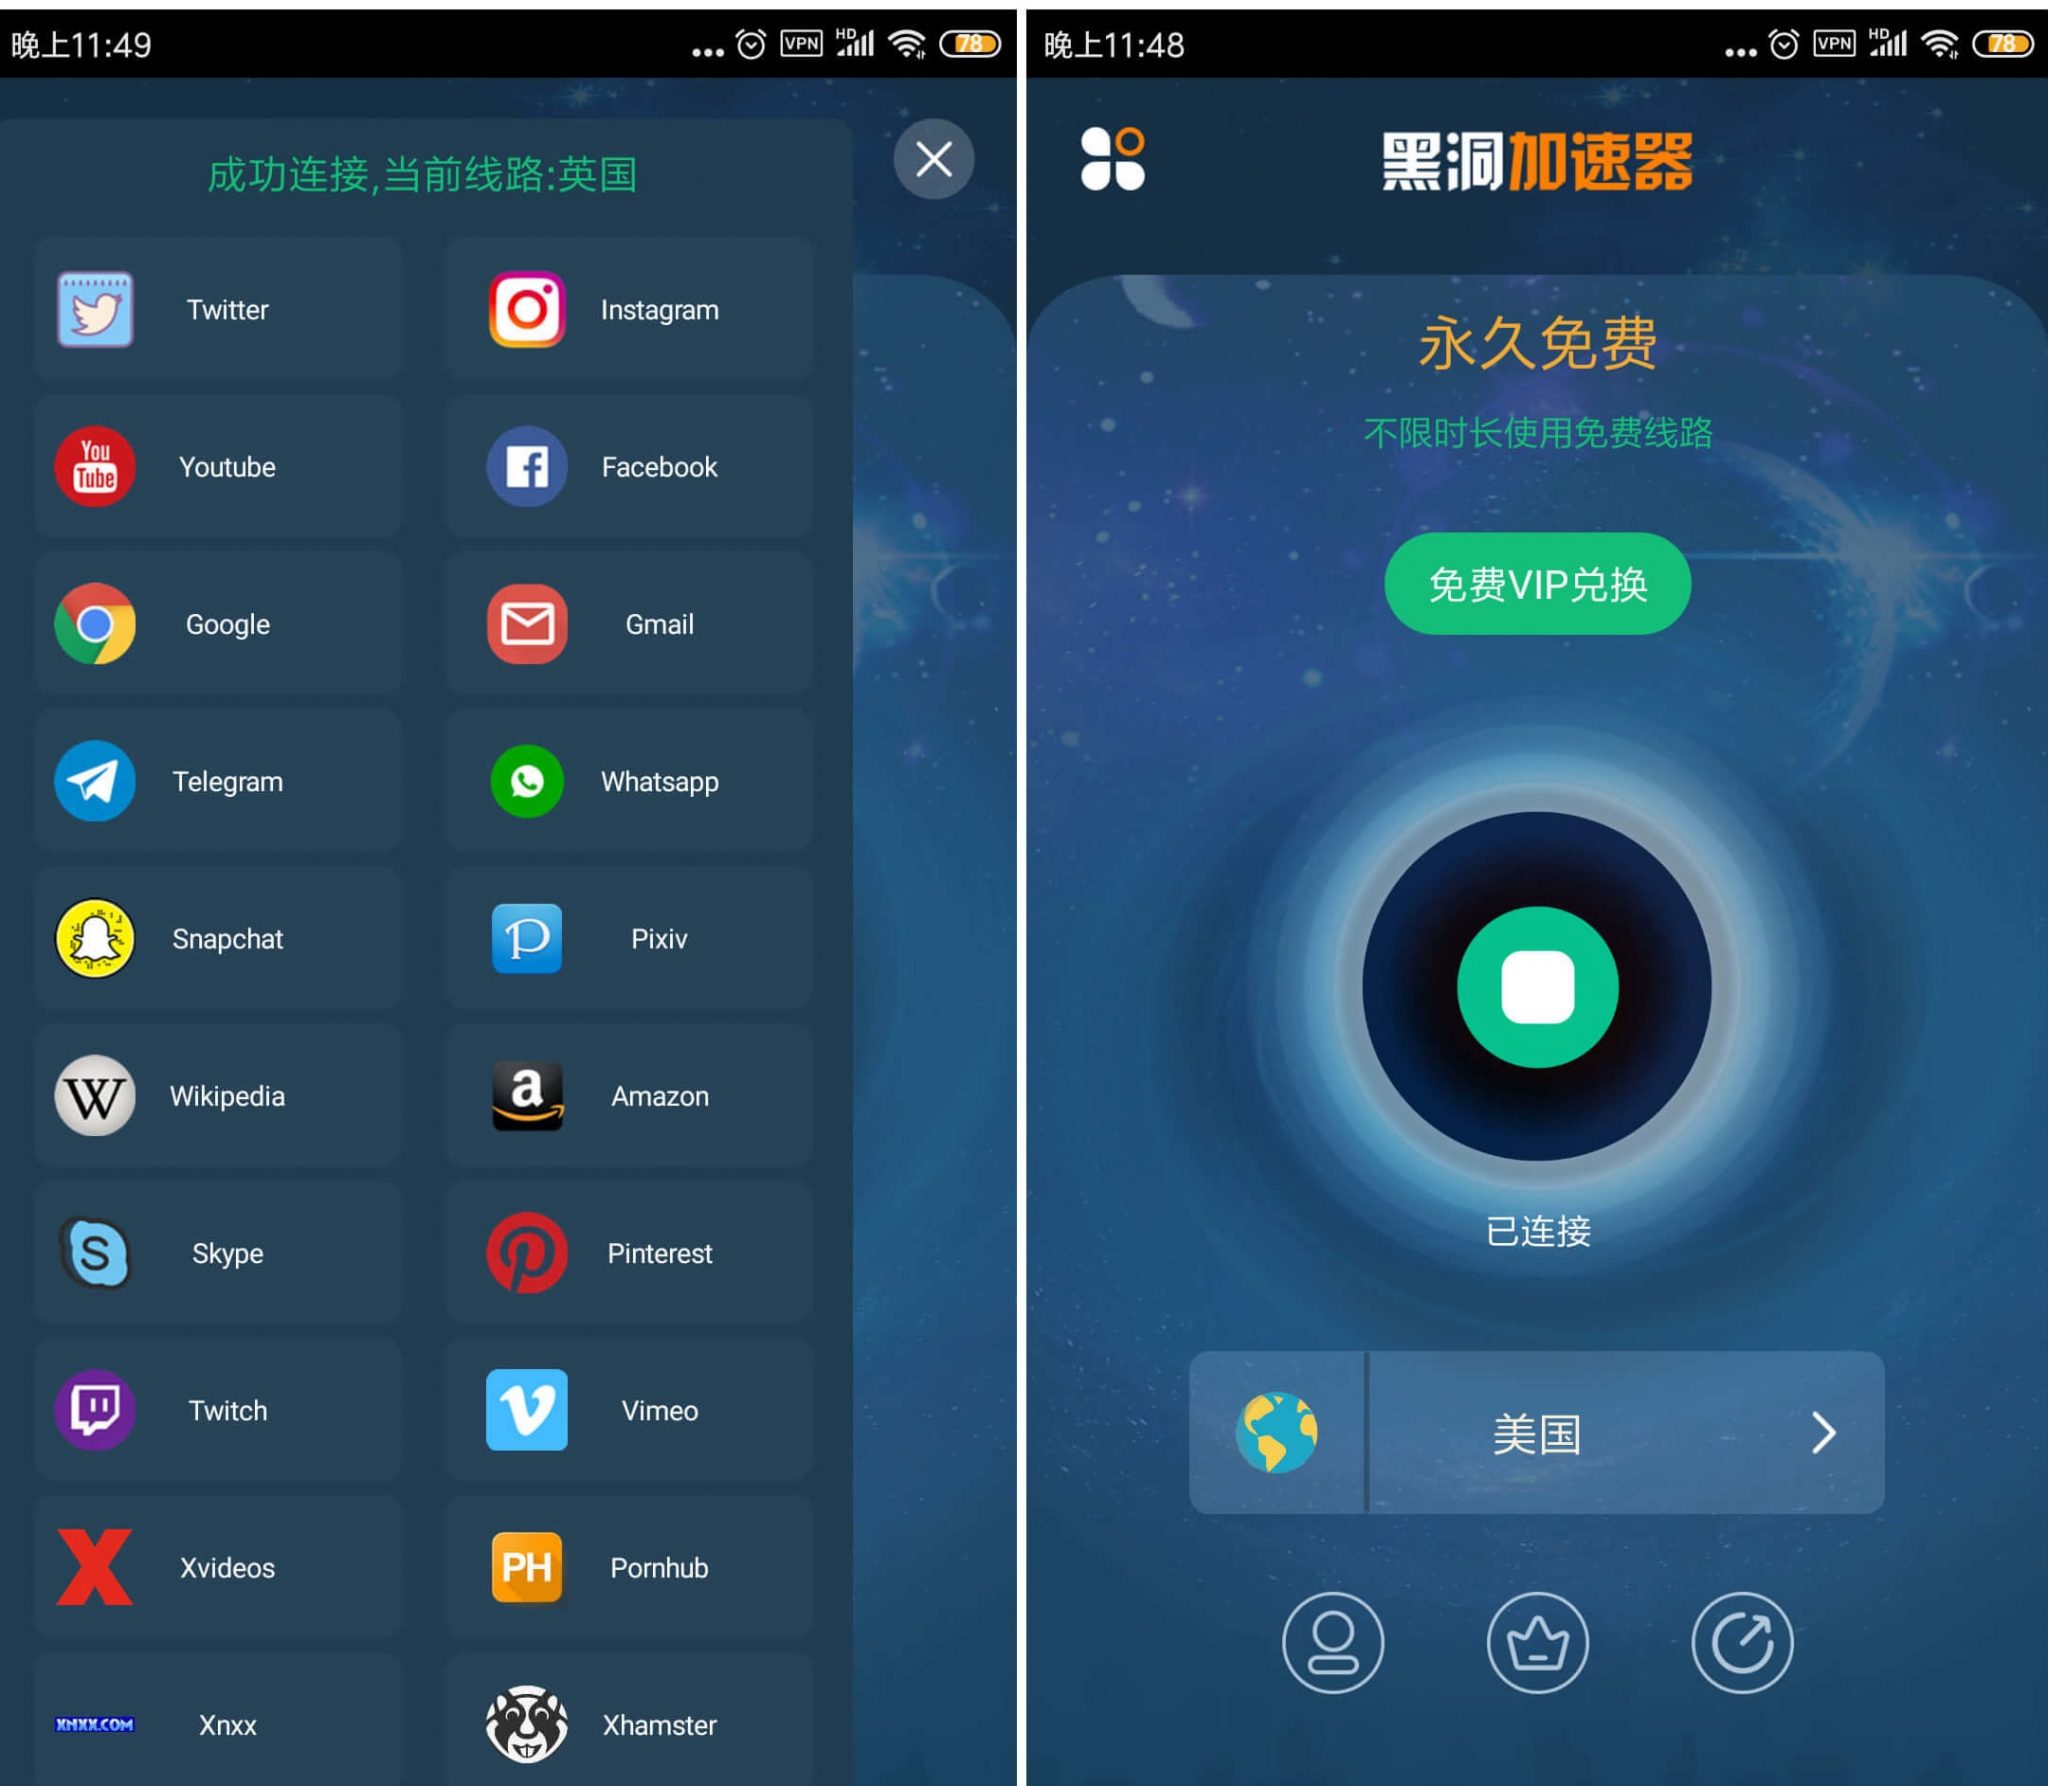 晚上11:49
VPN
HD
78
成功连接,当前线路:英国
Twitter
Instagram
You
Tube
Youtube
Facebook
Google
Gmail
Telegram
Whatsapp
Snapchat
P
Pixiv
W
Wikipedia
a
Amazon
S
Skype
Pinterest
Twitch
Vimeo
X
Xvideos
PH
Pornhub
XNXX.COM
Xnxx
Xhamster
晚上11:48
VPN
HD
78
黑洞加速器
永久免费
不限时长使用免费线路
免费VIP兑换
已连接
美国